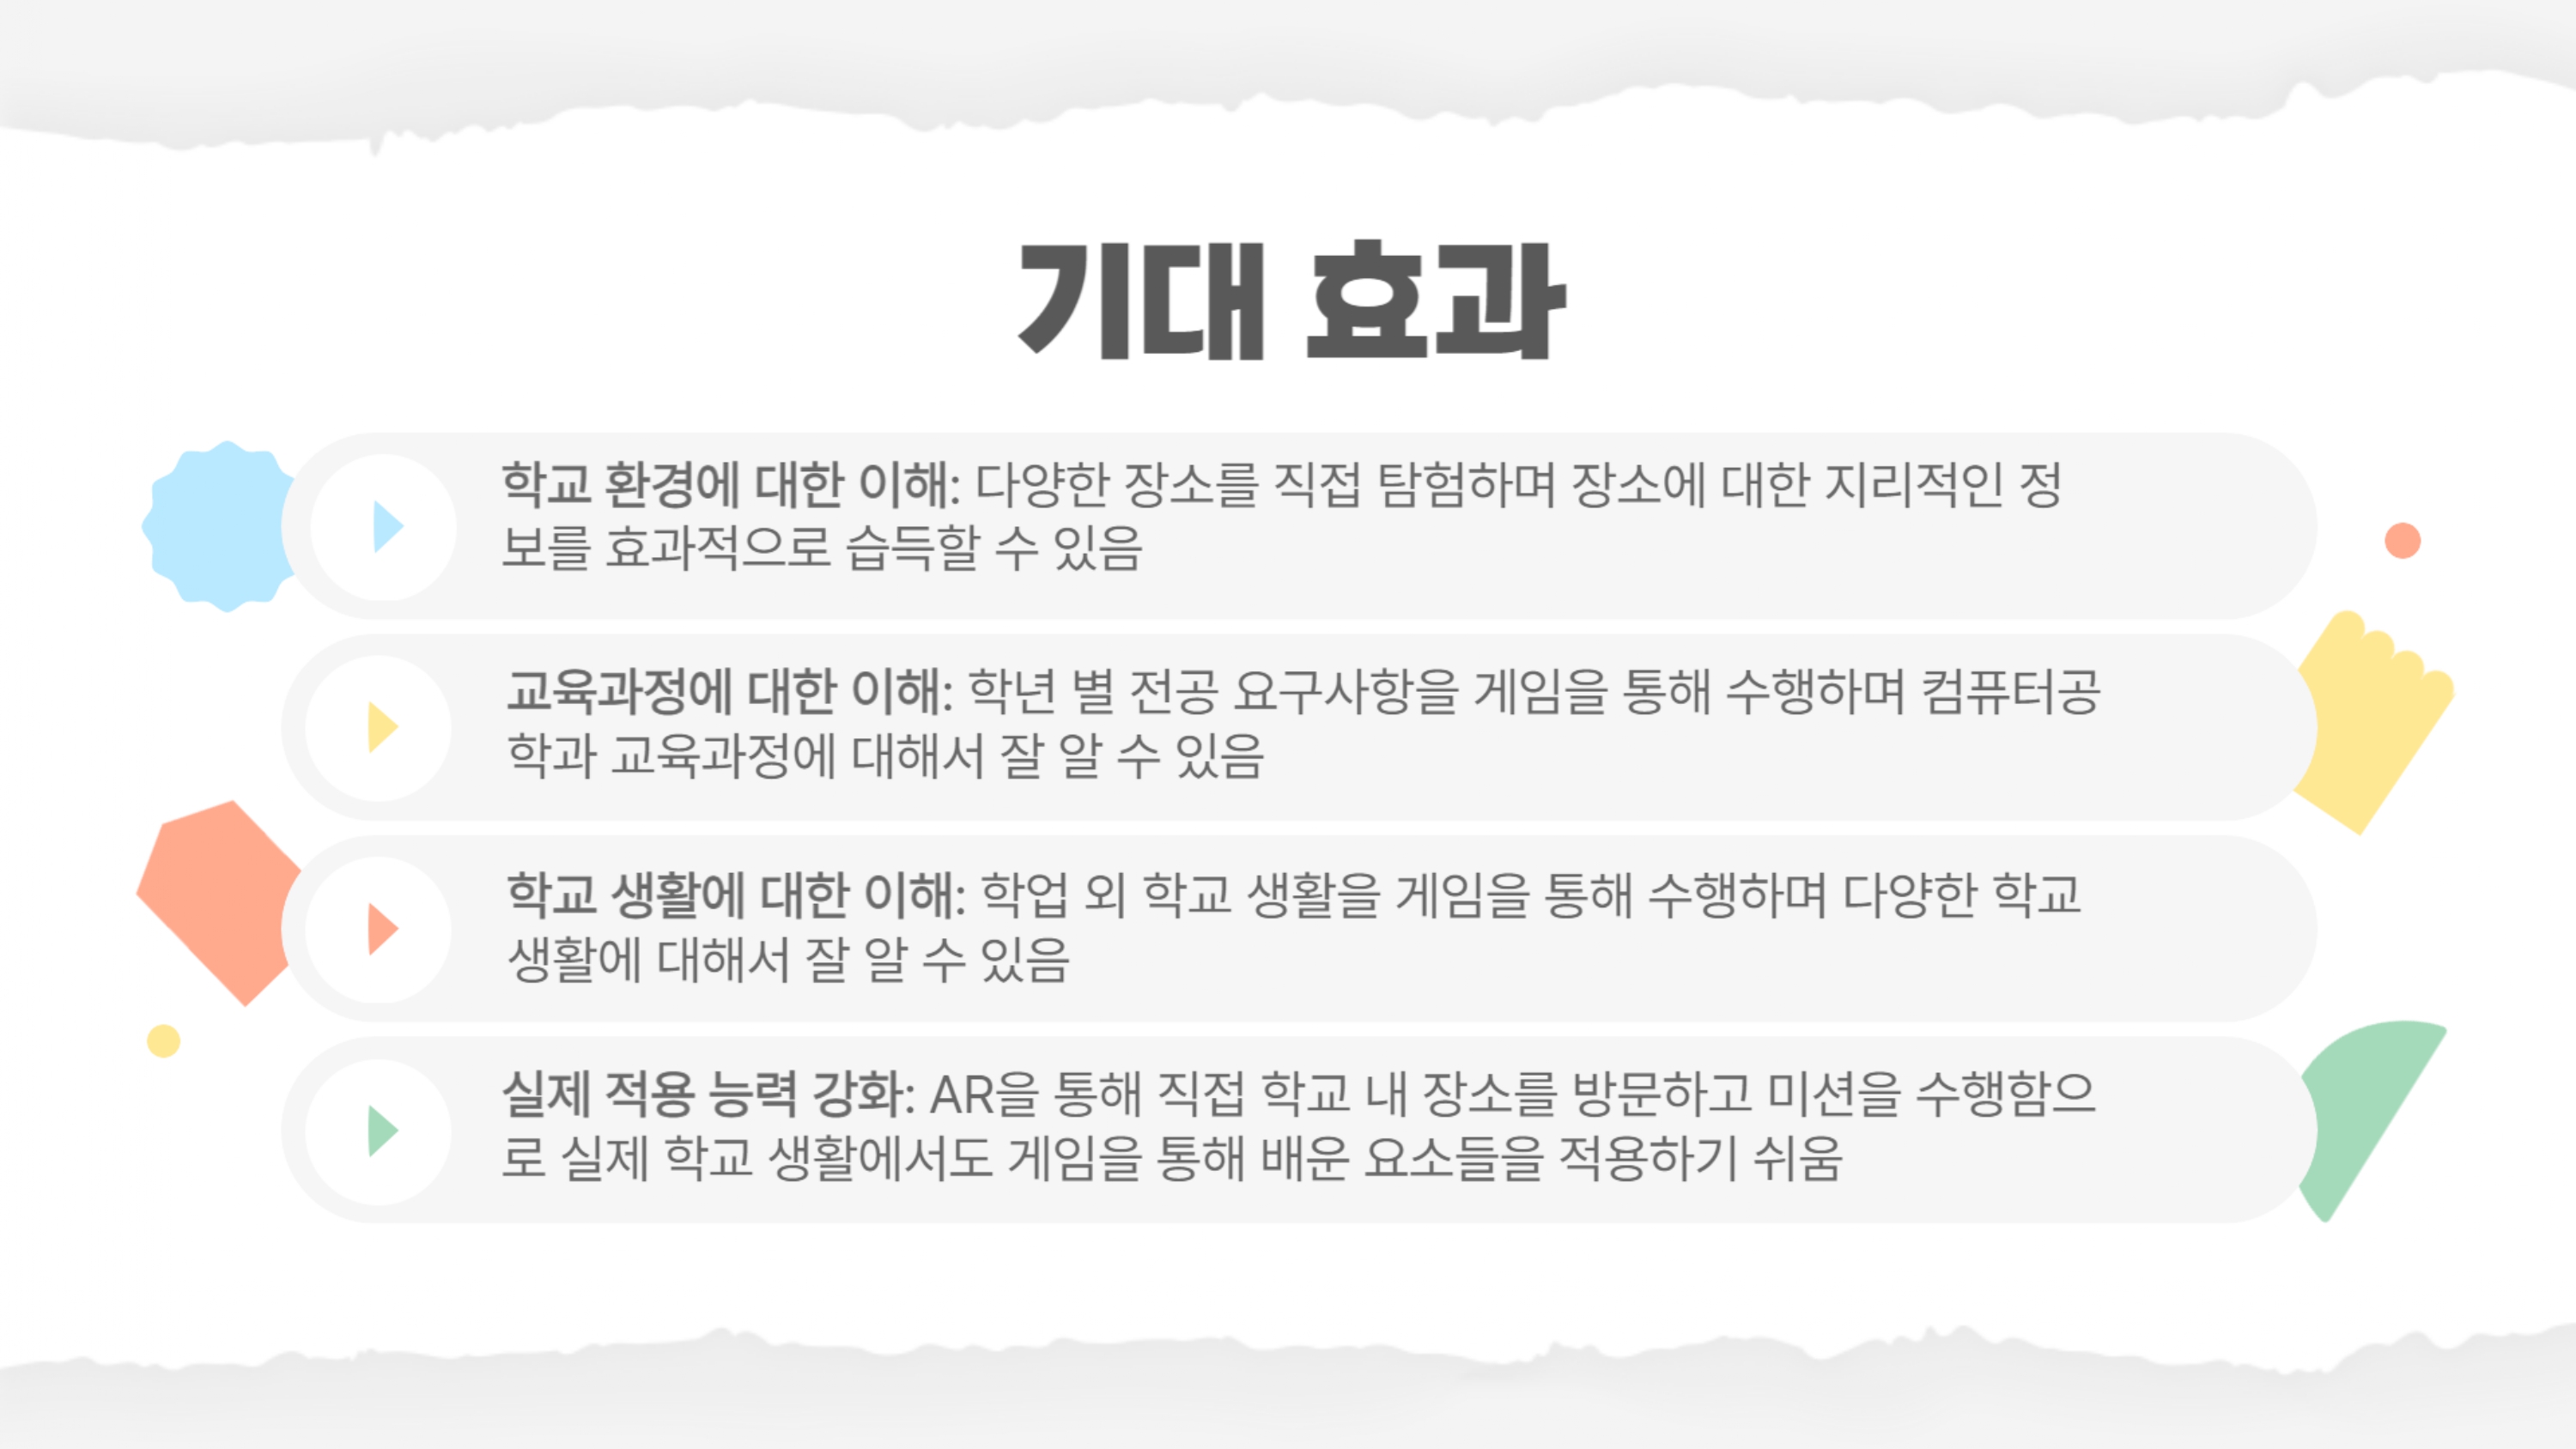 기대 효과
학교 환경에 대한 이해: 다양한 장소를 직접 탐험하며 장소에 대한 지리적인 정
보를 효과적으로 습득할 수 있음
교육과정에 대한 이해: 학년 별 전공 요구사항을 게임을 통해 수행하며 컴퓨터공
학과 교육과정에 대해서 잘 알 수 있음
학교 생활에 대한 이해: 학업 외 학교 생활을 게임을 통해 수행하며 다양한 학교
생활에 대해서 잘 알 수 있음
실제 적용 능력 강화: AR을 통해 직접 학교 내 장소를 방문하고 미션을 수행함으
로 실제 학교 생활에서도 게임을 통해 배운 요소들을 적용하기 쉬움